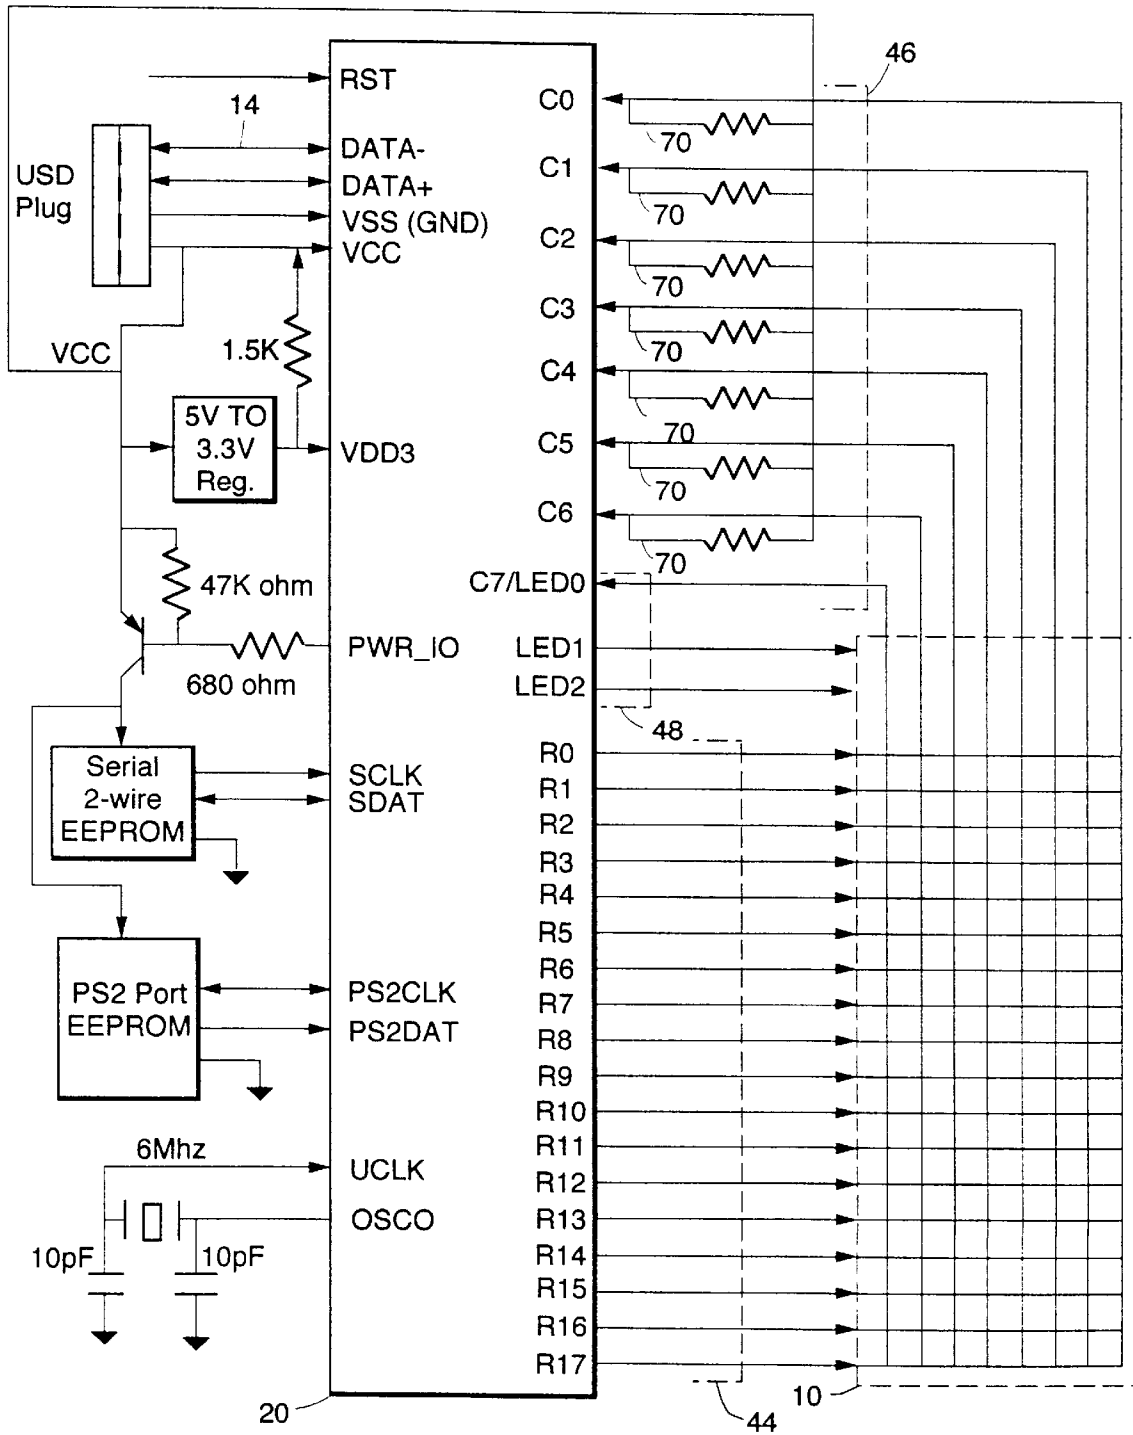 46
RST
C0
14
70
DATA-
USD
Plug
DATA+
C1
VSS (GND)
70
VCC
C2
70
C3
VCC
1.5K
70
C4
5V TO
3.3V
Reg.
70
VDD3
C5
70
C6
70
47K ohm
C7/LED0
PWR_IO
LED1
680 ohm
LED2
48
Serial
2-wire
EEPROM
SCLK
SDAT
R0
R1
R2
R3
R4
R5
R6
PS2 Port
EEPROM
PS2CLK
PS2DAT
R7
R8
R9
R10
R11
6Mhz
UCLK
R12
OSCO
R13
10pF
10pF
R14
R15
R16
R17
20
44
10